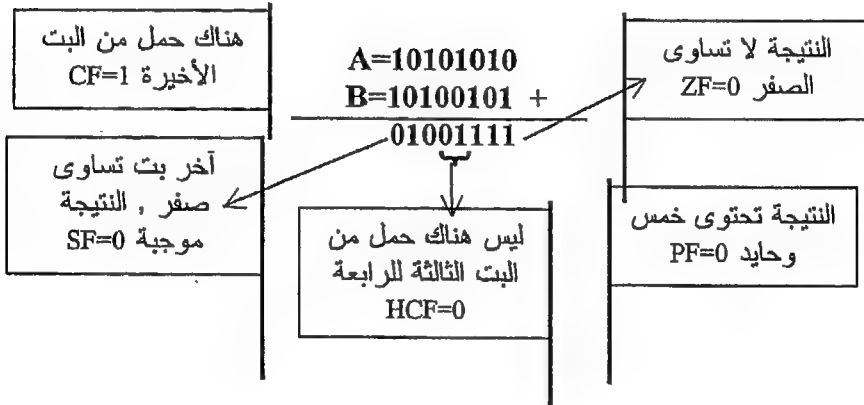 هناك حمل من البت
الأخيرة CF=1
A=10101010
B=10100101 +
01001111
النتيجة لا تساوى
الصفر ZF=0
آخر بت تساوى
صفر , النتيجة
موجبة SF=0
ليس هناك حمل من
البت الثالثة للرابعة
HCF=0
النتيجة تحتوى خمس
وحايد PF=0